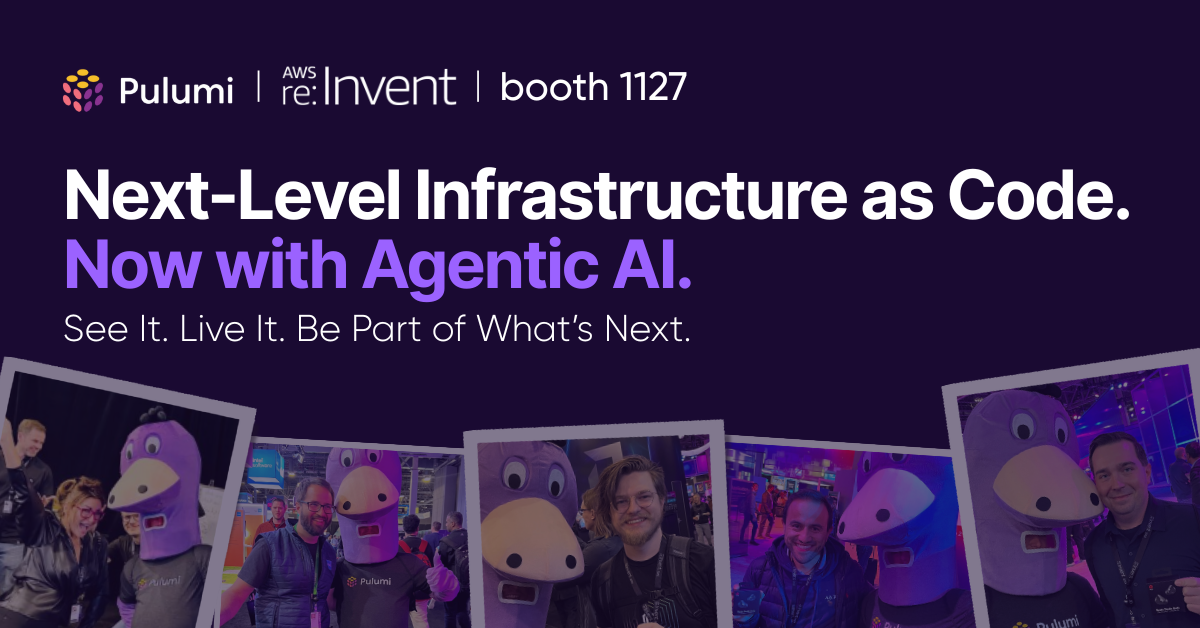 Pulumi | AWS re:Invent | booth 1127
Next-Level Infrastructure as Code.
Now with Agentic AI.
See It. Live It. Be Part of What's Next.
Pulumi
Pulumi
Pulumi